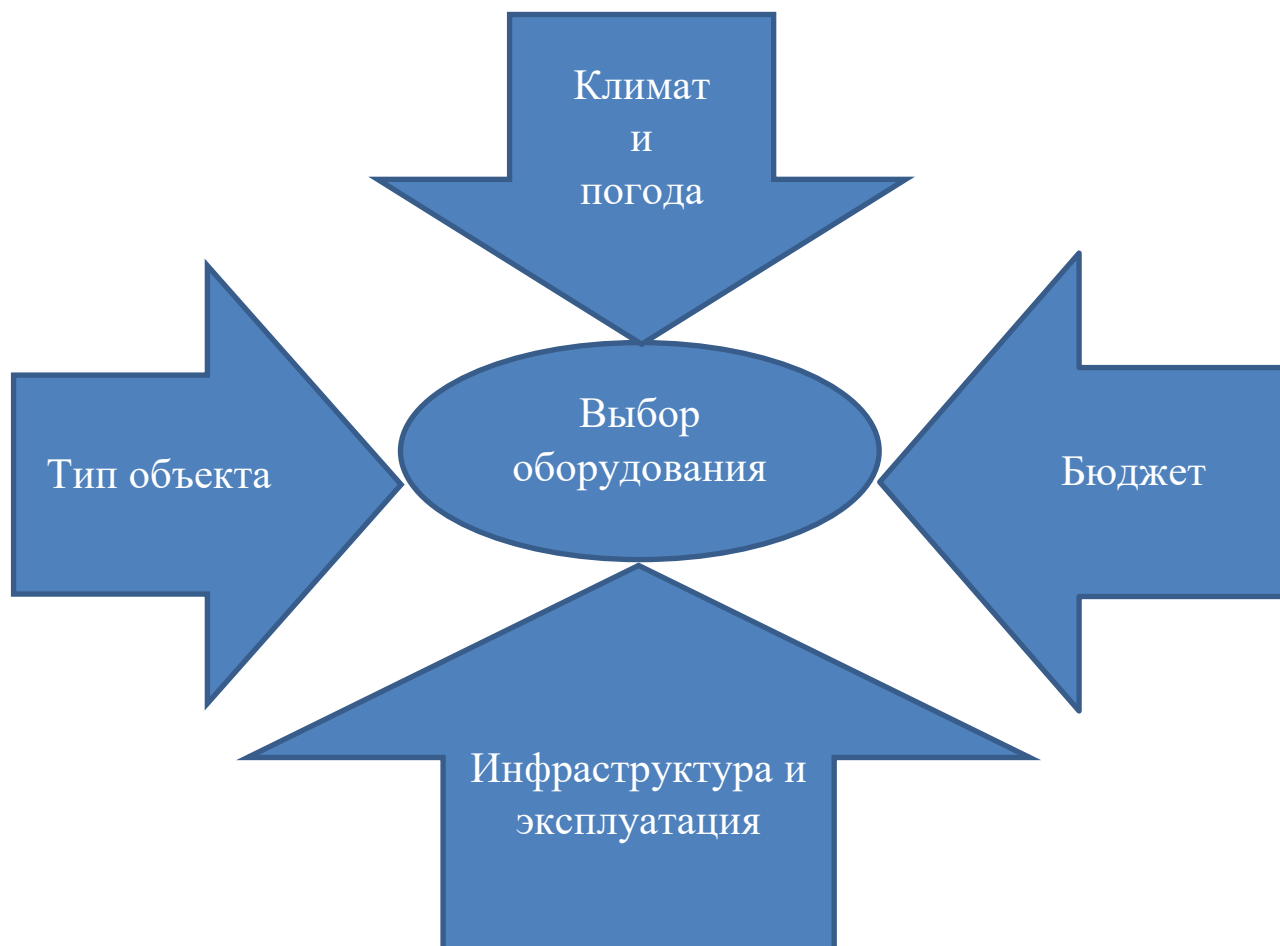 Климат
и
погода
Выбор
оборудования
Тип объекта
Бюджет
Инфраструктура и
эксплуатация